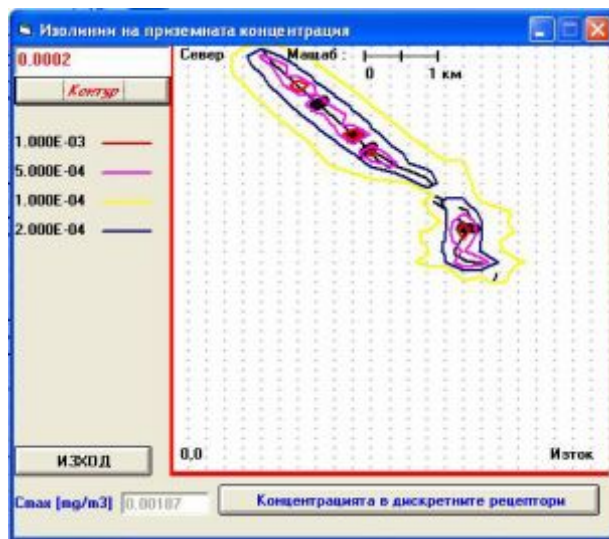 Изолинии на приземната концентрация
0.0002
Север
Мащаб :
0 1 км
Контур
1.000E-03
5.000E-04
1.000E-04
2.000E-04
ИЗХОД
0,0
Изток
Cmax [mg/m3] 0.00187
Концентрацията в дискретните рецептори